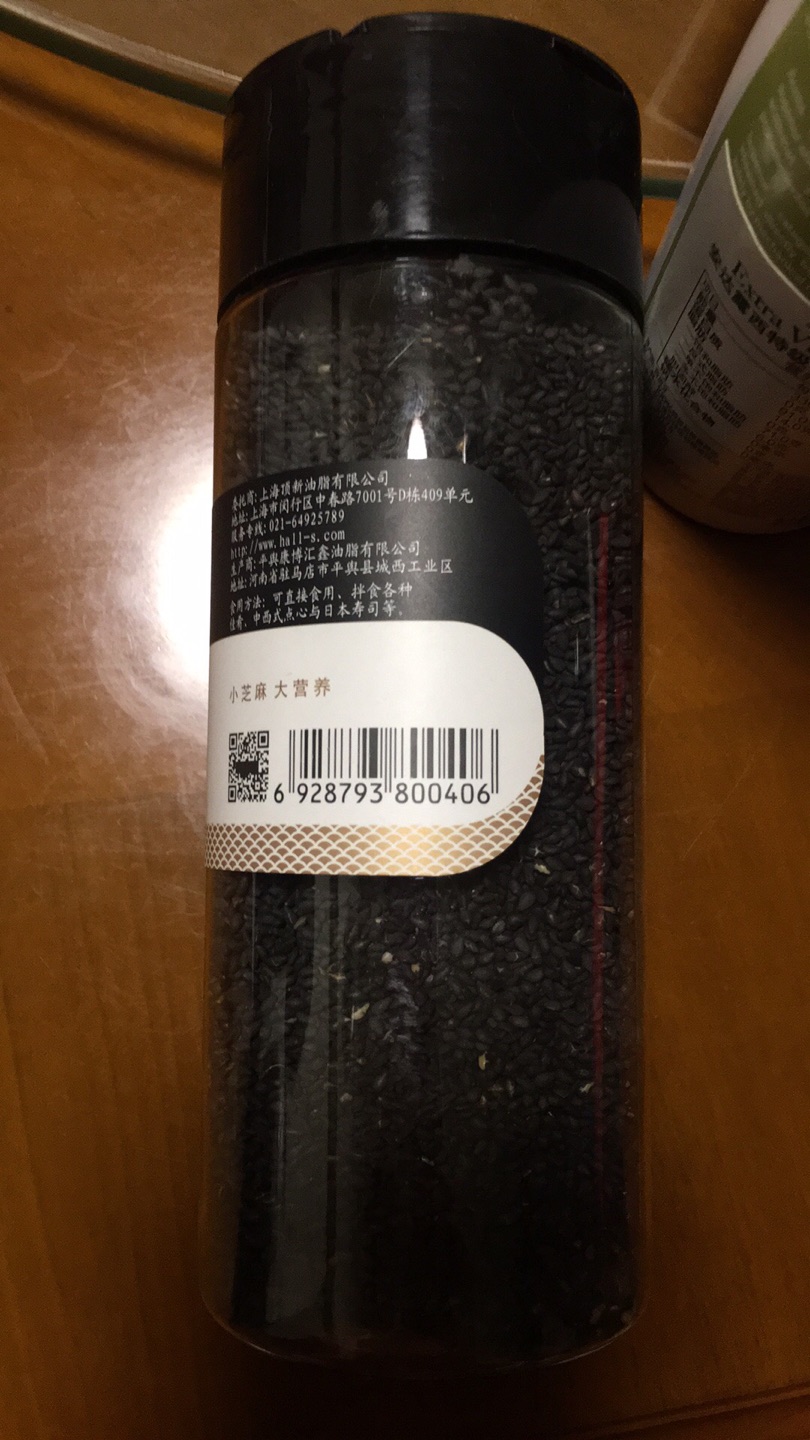 委托商:上海顶新油脂有限公司
地址:上海市闵行区中春路7001号D栋409单元
服务专线:021-64925789
http://www.hall-s.com
生产商:平舆康博汇鑫油脂有限公司
地址:河南省驻马店市平舆县城西工业区
食用方法: 可直接食用、拌食各种
佳肴、中西式点心与日本寿司等。
小芝麻 大营养
6 928793 800406
EXTRA V